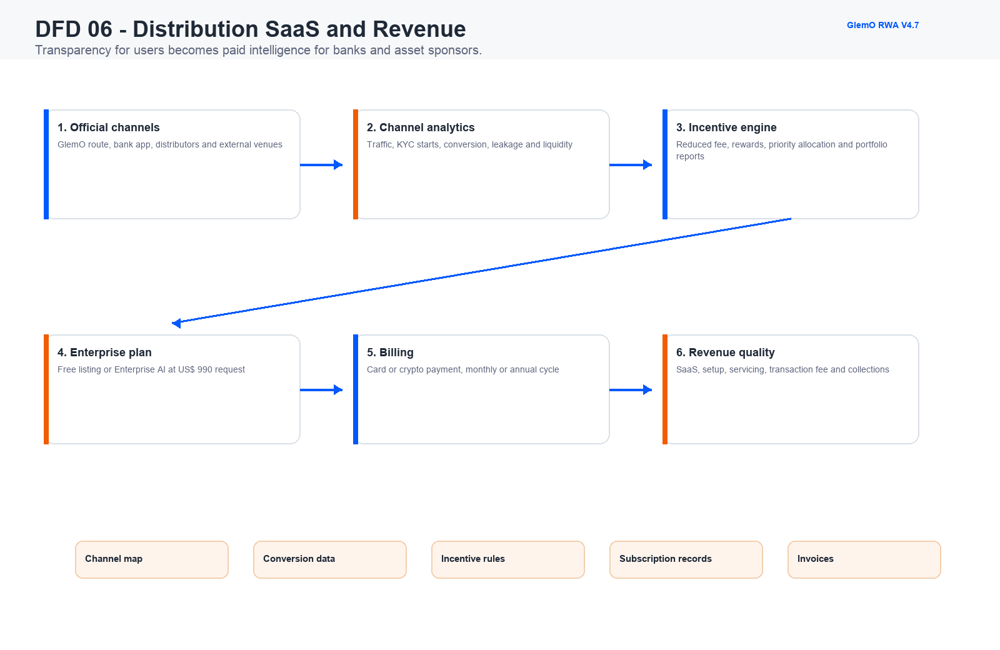 DFD 06 - Distribution SaaS and Revenue
GlemO RWA V4.7
Transparency for users becomes paid intelligence for banks and asset sponsors.
1. Official channels
GlemO route, bank app, distributors and external venues
2. Channel analytics
Traffic, KYC starts, conversion, leakage and liquidity
3. Incentive engine
Reduced fee, rewards, priority allocation and portfolio
reports
4. Enterprise plan
Free listing or Enterprise AI at US$ 990 request
5. Billing
Card or crypto payment, monthly or annual cycle
6. Revenue quality
SaaS, setup, servicing, transaction fee and collections
Channel map
Conversion data
Incentive rules
Subscription records
Invoices